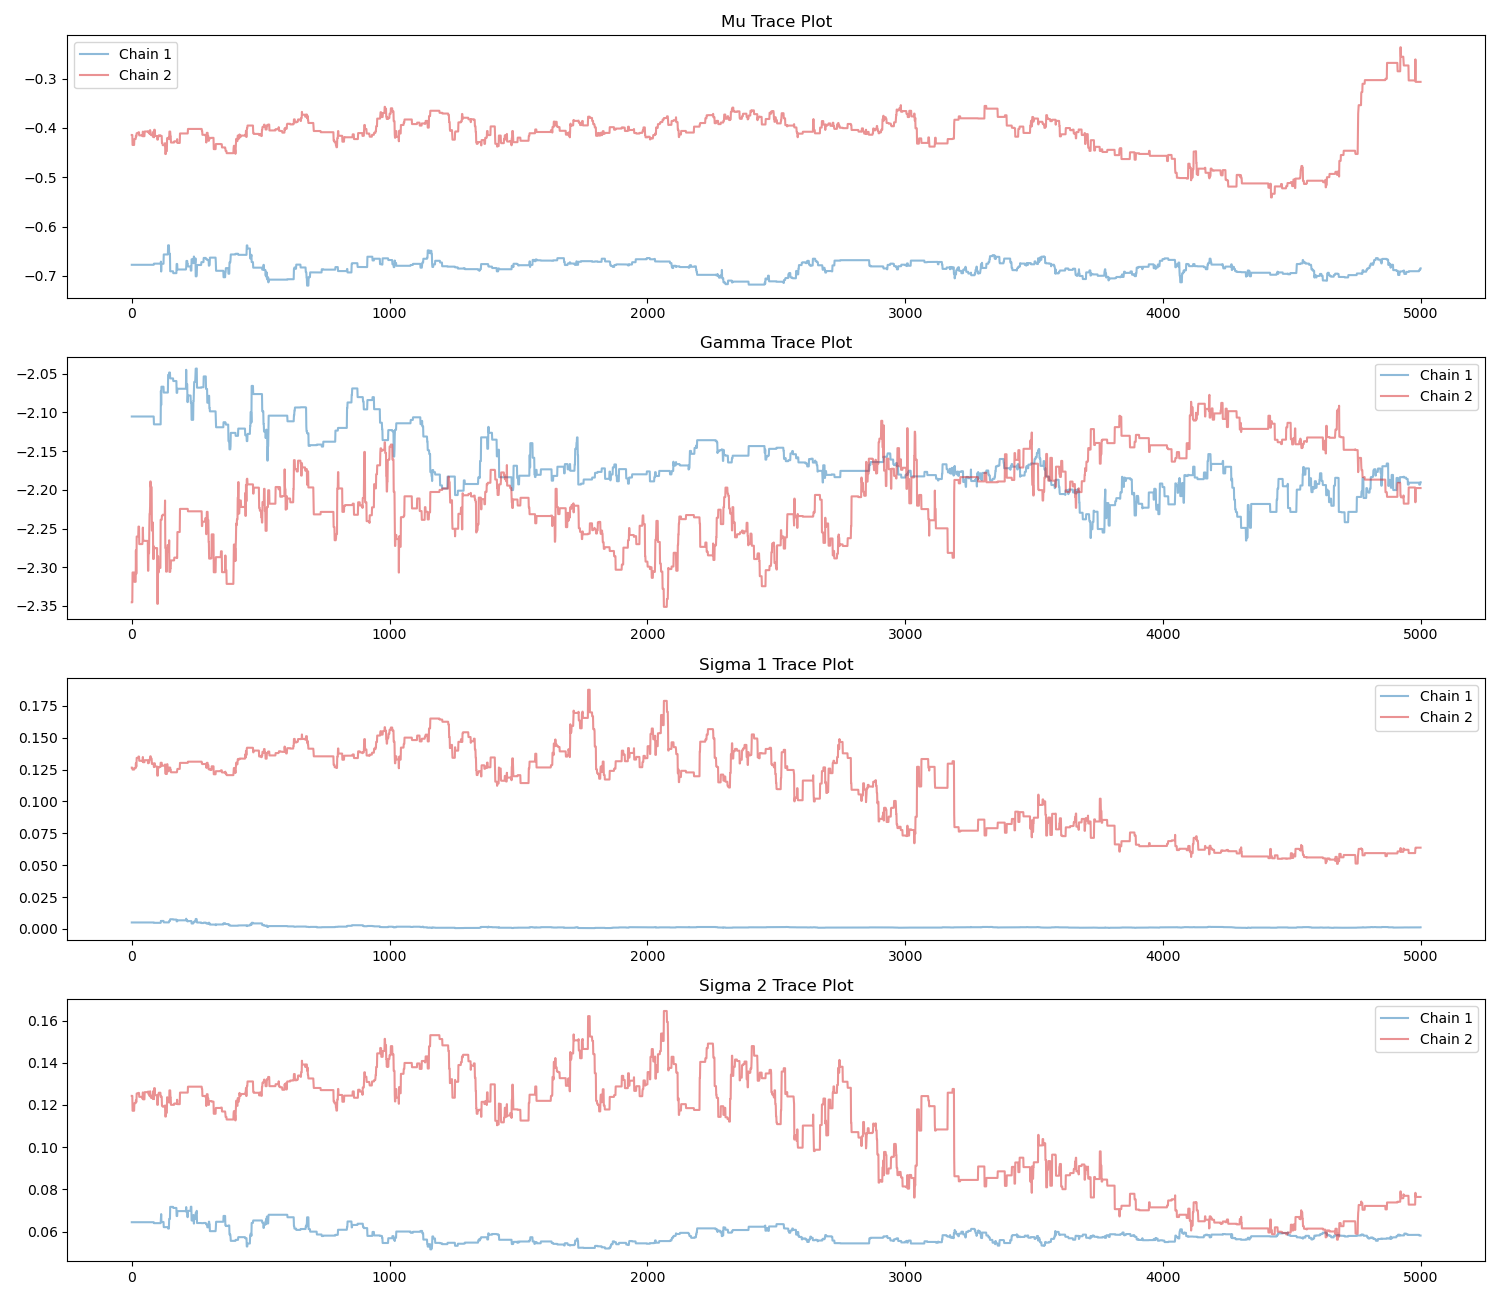 Mu Trace Plot
Chain 1
Chain 2
−0.3
−0.4
−0.5
−0.6
−0.7
0 1000 2000 3000 4000 5000
Gamma Trace Plot
Chain 1
Chain 2
−2.05
−2.10
−2.15
−2.20
−2.25
−2.30
−2.35
0 1000 2000 3000 4000 5000
Sigma 1 Trace Plot
Chain 1
Chain 2
0.175
0.150
0.125
0.100
0.075
0.050
0.025
0.000
0 1000 2000 3000 4000 5000
Sigma 2 Trace Plot
Chain 1
Chain 2
0.16
0.14
0.12
0.10
0.08
0.06
0 1000 2000 3000 4000 5000